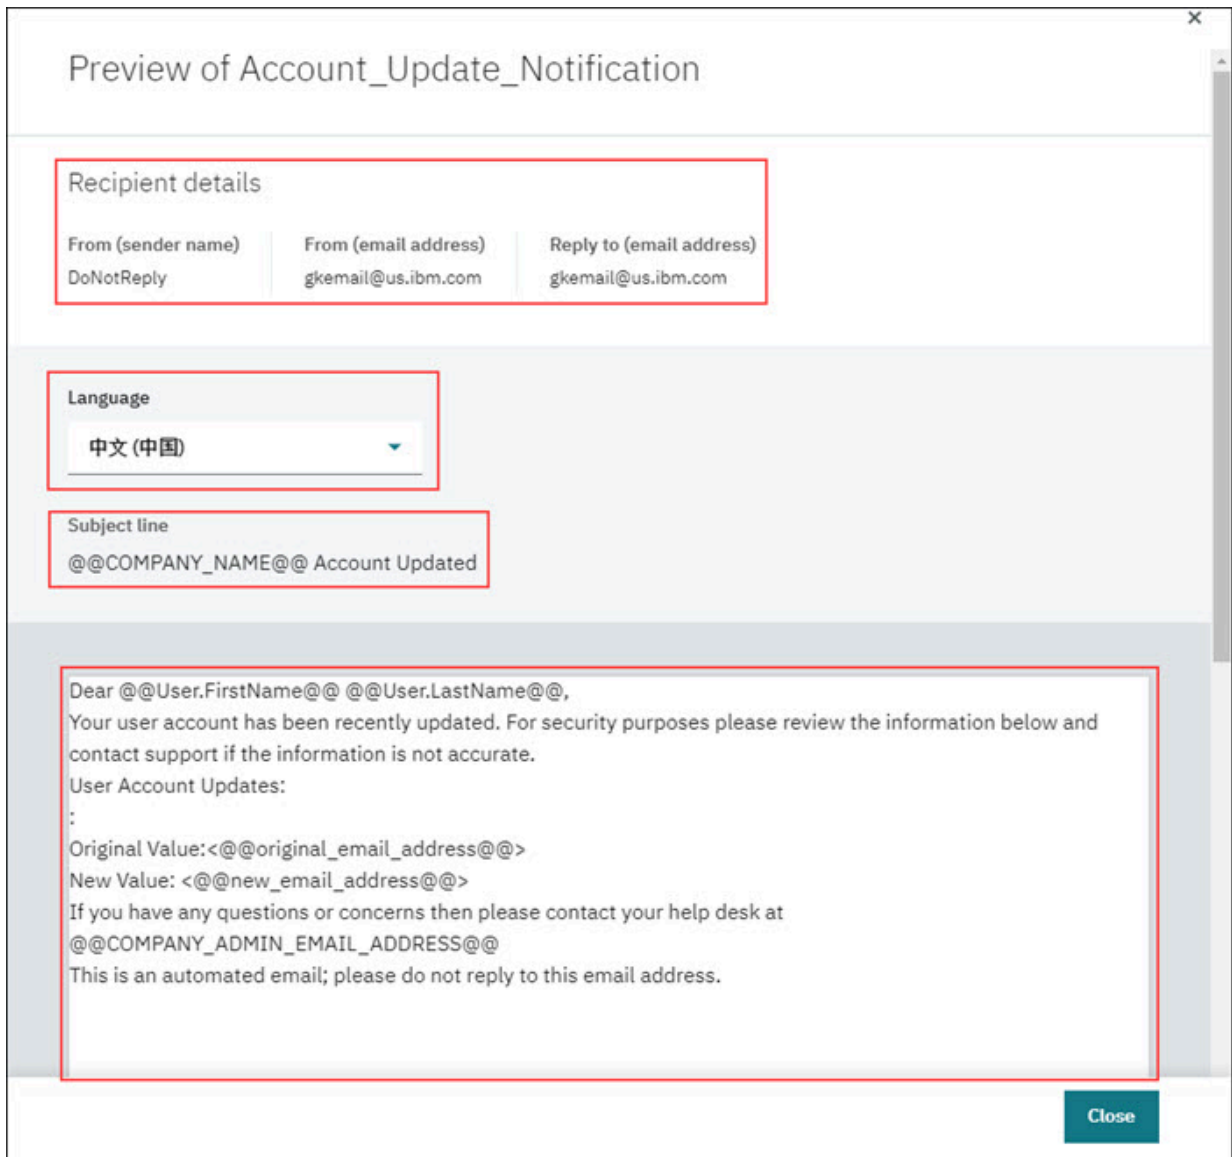 ×
Preview of Account_Update_Notification
Recipient details
From (sender name) From (email address) Reply to (email address)
DoNotReply gkemail@us.ibm.com gkemail@us.ibm.com
Language
中文 (中国)
Subject line
@@COMPANY_NAME@@ Account Updated
Dear @@User.FirstName@@ @@User.LastName@@,
Your user account has been recently updated. For security purposes please review the information below and
contact support if the information is not accurate.
User Account Updates:
:
Original Value:<@@original_email_address@@>
New Value: <@@new_email_address@@>
If you have any questions or concerns then please contact your help desk at
@@COMPANY_ADMIN_EMAIL_ADDRESS@@
This is an automated email; please do not reply to this email address.
Close